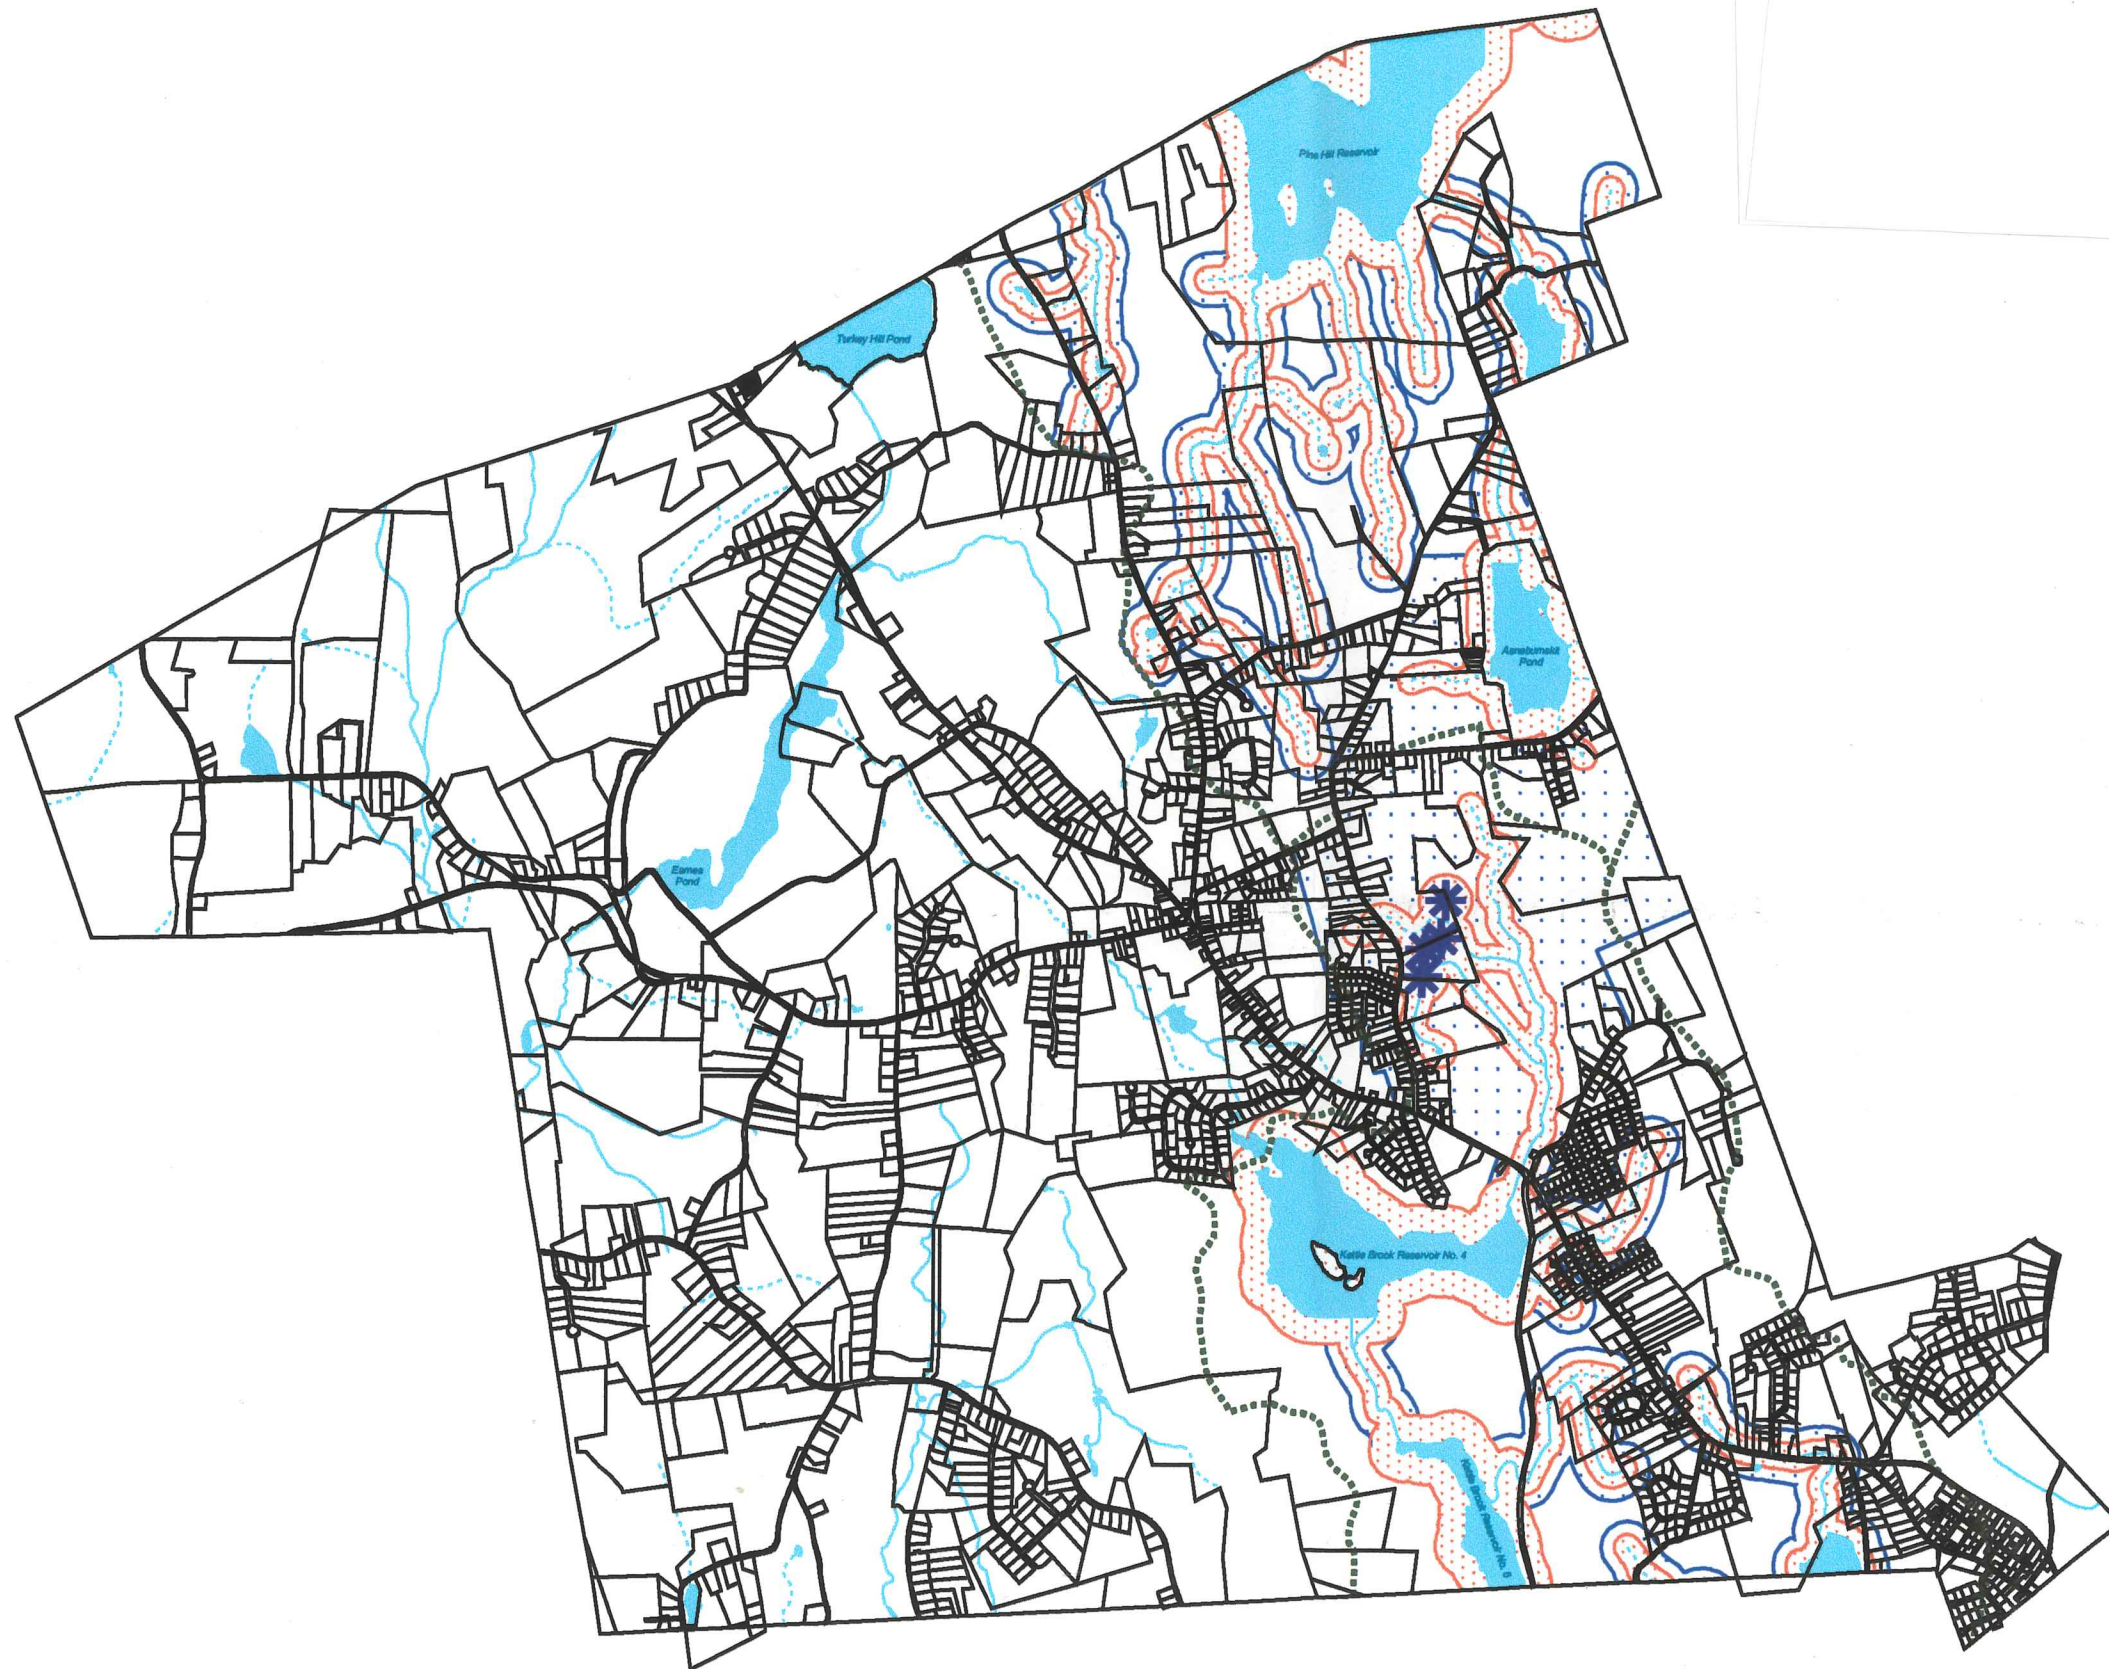 Pine Hill Reservoir
Turkey Hill Pond
Asnebumskit
Pond
Eames
Pond
Kettle Brook Reservoir No. 4
Kettle Brook Reservoir No. 5